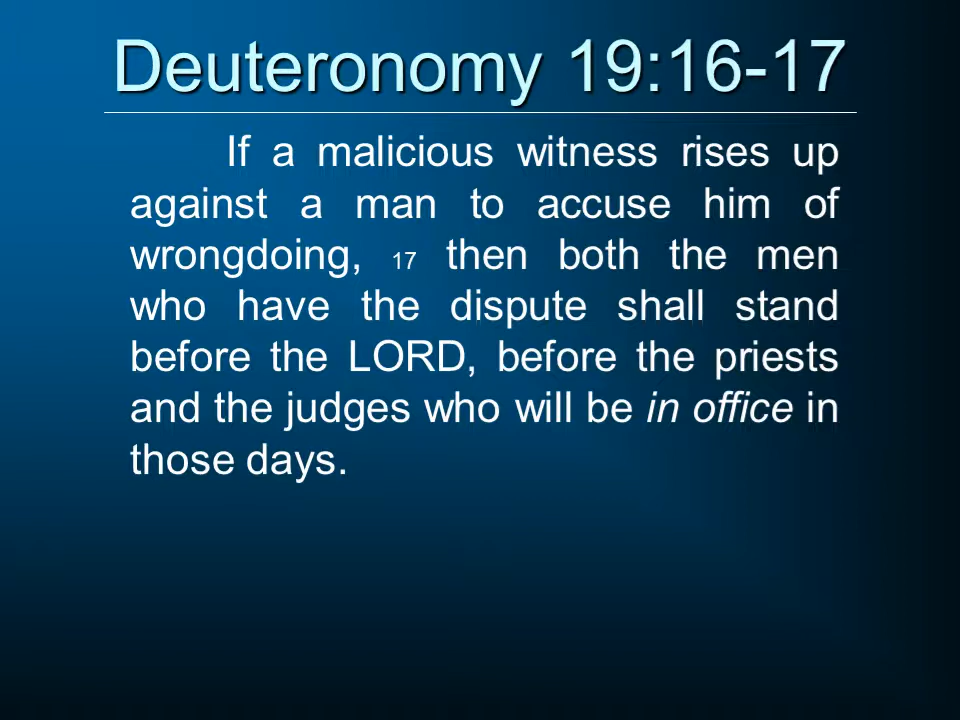 Deuteronomy 19:16-17
If a malicious witness rises up
against a man to accuse him of
wrongdoing, 17 then both the men
who have the dispute shall stand
before the LORD, before the priests
and the judges who will be in office in
those days.